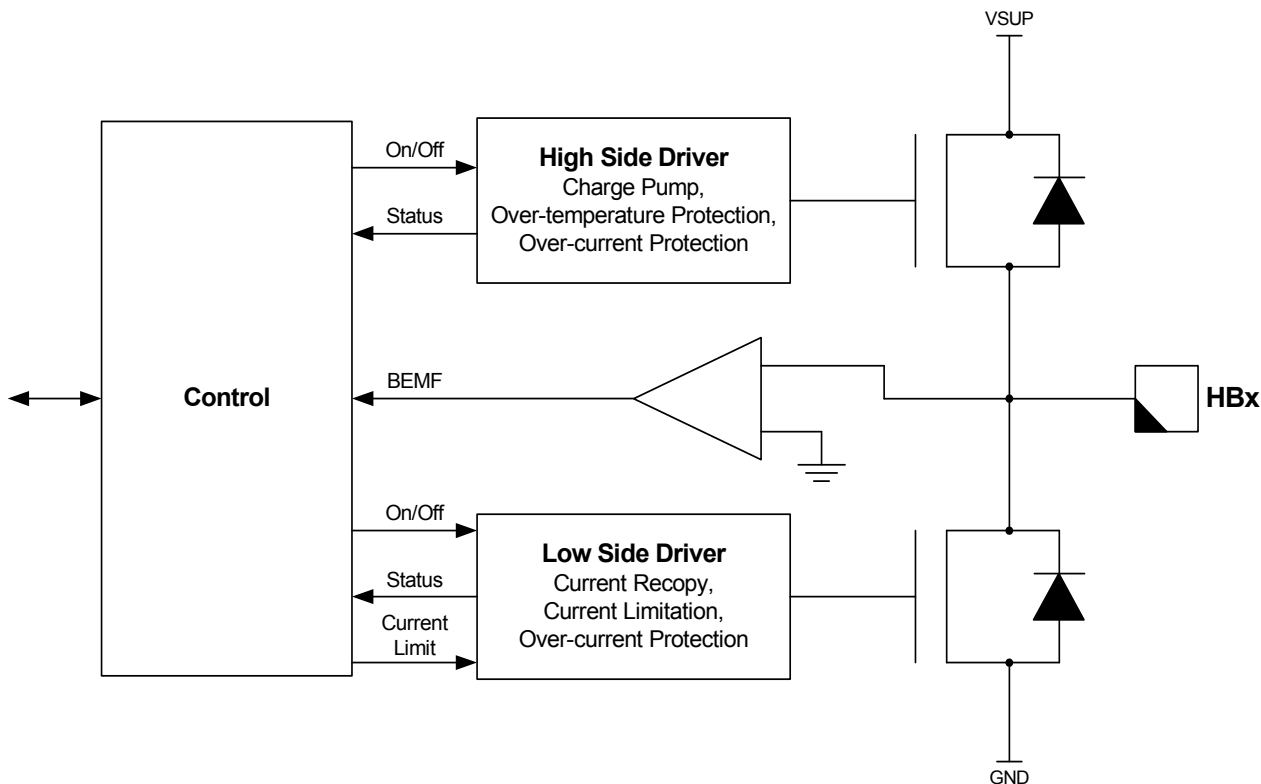 VSUP
On/Off
Status
High Side Driver
Charge Pump,
Over-temperature Protection,
Over-current Protection
Control
BEMF
HBx
On/Off
Status
Current
Limit
Low Side Driver
Current Recopy,
Current Limitation,
Over-current Protection
GND